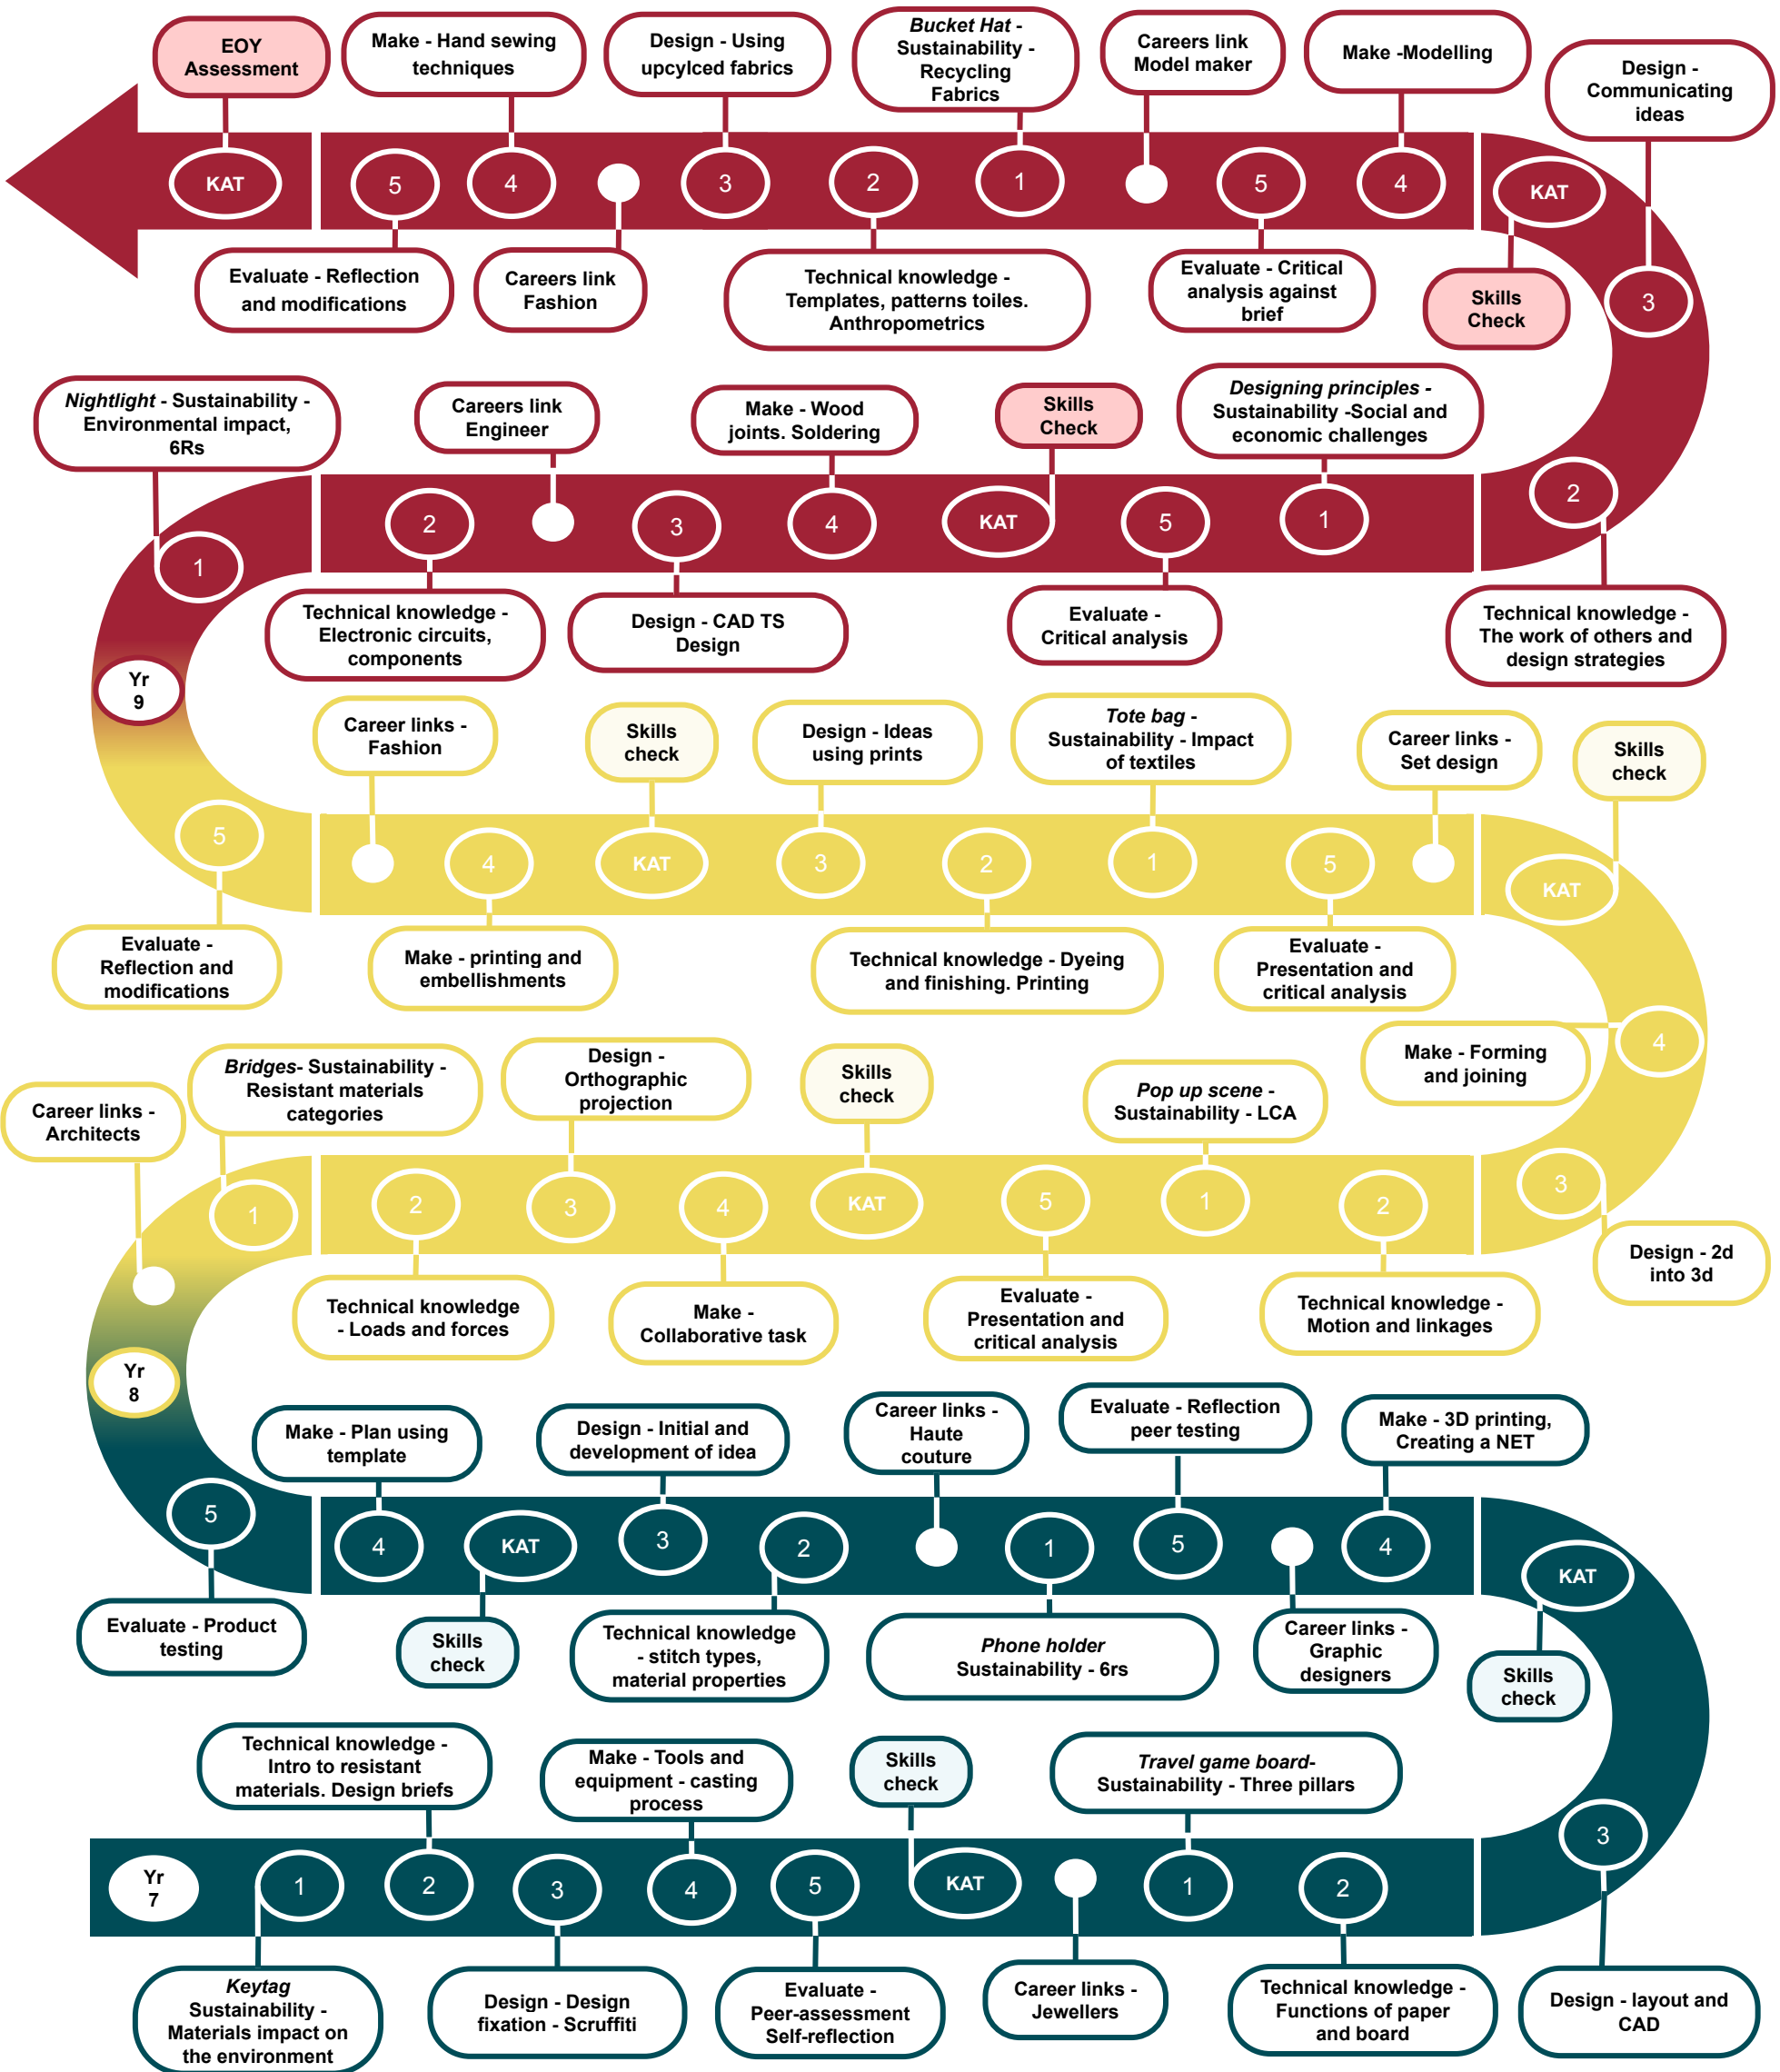 EOY
Assessment
Make - Hand sewing
techniques
Design - Using
upcylced fabrics
Bucket Hat -
Sustainability -
Recycling
Fabrics
Careers link
Model maker
Make -Modelling
Design -
Communicating
ideas
KAT
5
4
3
2
1
5
4
KAT
3
Evaluate - Reflection
and modifications
Careers link
Fashion
Technical knowledge -
Templates, patterns toiles.
Anthropometrics
Evaluate - Critical
analysis against
brief
Skills
Check
Nightlight - Sustainability -
Environmental impact,
6Rs
Careers link
Engineer
Make - Wood
joints. Soldering
Skills
Check
Designing principles -
Sustainability -Social and
economic challenges
1
2
3
4
KAT
5
1
2
Technical knowledge -
Electronic circuits,
components
Design - CAD TS
Design
Evaluate -
Critical analysis
Technical knowledge -
The work of others and
design strategies
Yr
9
Career links -
Fashion
Skills
check
Design - Ideas
using prints
Tote bag -
Sustainability - Impact
of textiles
Career links -
Set design
Skills
check
5
4
KAT
3
2
1
5
KAT
Evaluate -
Reflection and
modifications
Make - printing and
embellishments
Technical knowledge - Dyeing
and finishing. Printing
Evaluate -
Presentation and
critical analysis
4
Make - Forming
and joining
Career links -
Architects
Bridges- Sustainability -
Resistant materials
categories
Design -
Orthographic
projection
Skills
check
Pop up scene -
Sustainability - LCA
1
2
3
4
KAT
5
1
2
3
Technical knowledge
- Loads and forces
Make -
Collaborative task
Evaluate -
Presentation and
critical analysis
Technical knowledge -
Motion and linkages
Design - 2d
into 3d
Yr
8
Make - Plan using
template
Design - Initial and
development of idea
Career links -
Haute
couture
Evaluate - Reflection
peer testing
Make - 3D printing,
Creating a NET
5
4
KAT
3
2
1
5
4
KAT
Evaluate - Product
testing
Skills
check
Technical knowledge
- stitch types,
material properties
Phone holder
Sustainability - 6rs
Career links -
Graphic
designers
Skills
check
Technical knowledge -
Intro to resistant
materials. Design briefs
Make - Tools and
equipment - casting
process
Skills
check
Travel game board-
Sustainability - Three pillars
Yr
7
1
2
3
4
5
KAT
1
2
3
Keytag
Sustainability -
Materials impact on
the environment
Design - Design
fixation - Scruffiti
Evaluate -
Peer-assessment
Self-reflection
Career links -
Jewellers
Technical knowledge -
Functions of paper
and board
Design - layout and
CAD